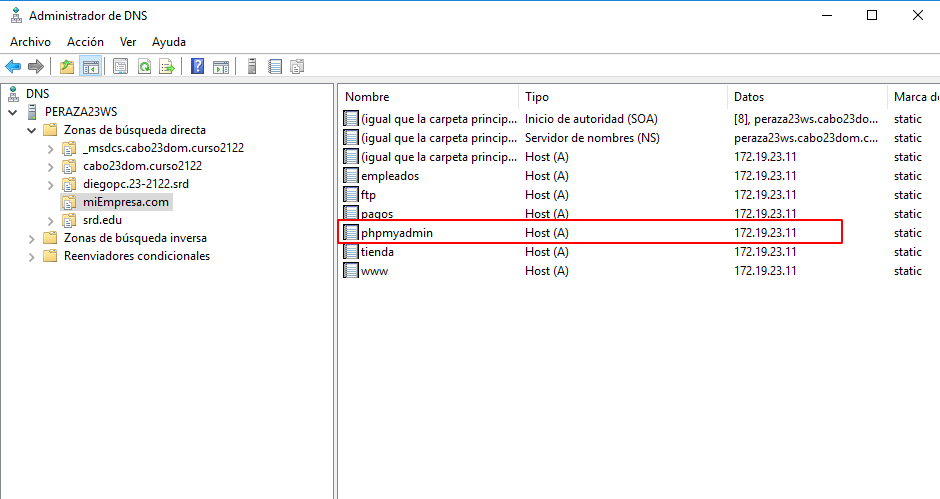 Administrador de DNS
Archivo Acción Ver Ayuda
DNS
PERAZA23WS
Zonas de búsqueda directa
_msdcs.cabo23dom.curso2122
cabo23dom.curso2122
diegopc.23-2122.srd
miEmpresa.com
srd.edu
Zonas de búsqueda inversa
Reenviadores condicionales
Nombre Tipo Datos Marca de
(igual que la carpeta princip... Inicio de autoridad (SOA) [8], peraza23ws.cabo23do... static
(igual que la carpeta princip... Servidor de nombres (NS) peraza23ws.cabo23dom.c... static
(igual que la carpeta princip... Host (A) 172.19.23.11 static
empleados Host (A) 172.19.23.11 static
ftp Host (A) 172.19.23.11 static
pagos Host (A) 172.19.23.11 static
phpmyadmin Host (A) 172.19.23.11 static
tienda Host (A) 172.19.23.11 static
www Host (A) 172.19.23.11 static